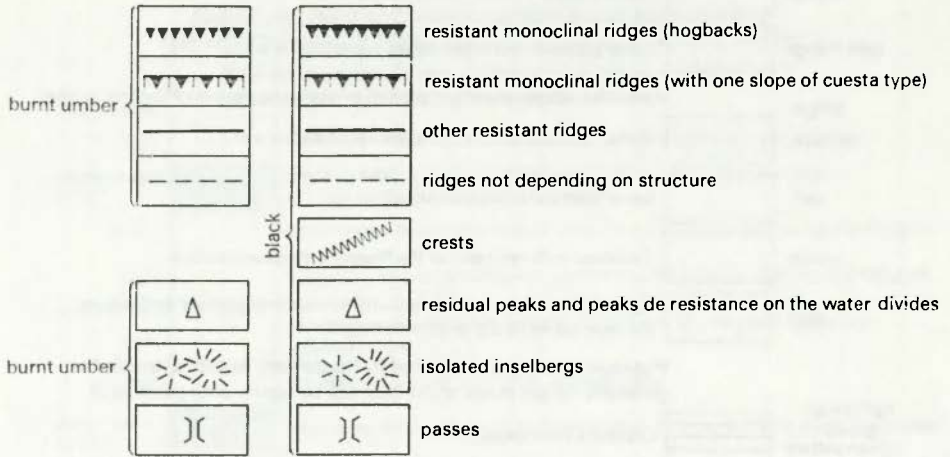 resistant monoclinal ridges (hogbacks)
resistant monoclinal ridges (with one slope of cuesta type)
burnt umber
other resistant ridges
ridges not depending on structure
black
crests
residual peaks and peaks de resistance on the water divides
burnt umber
isolated inselbergs
passes